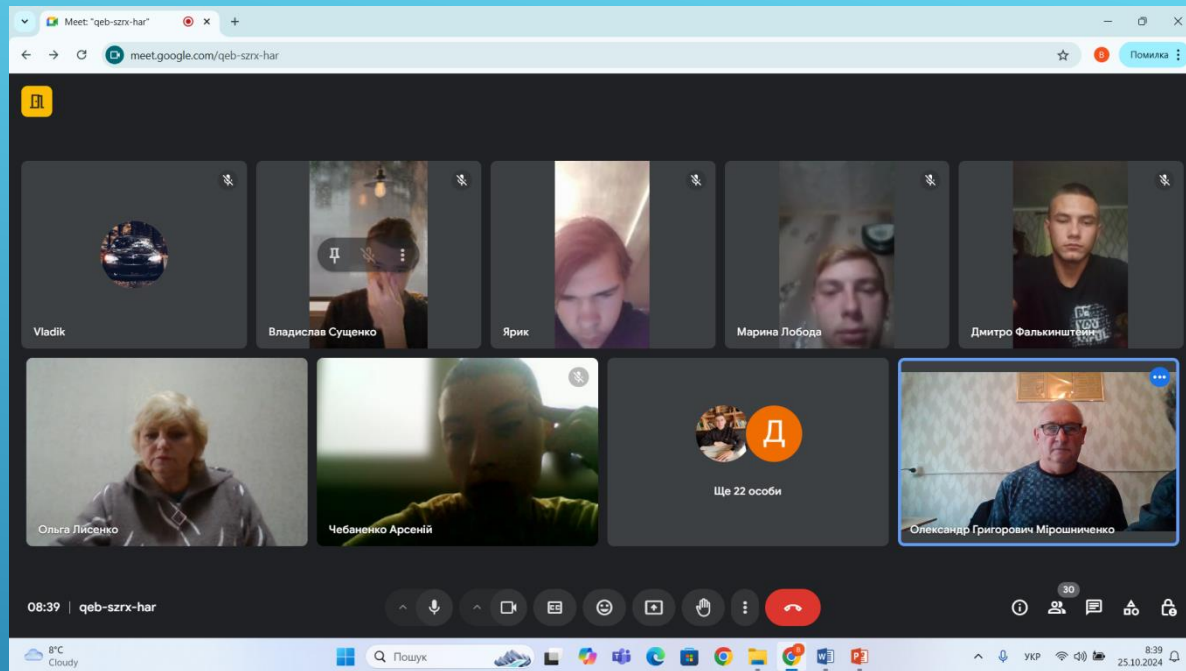 Meet: "qeb-szrx-har"
meet.google.com/qeb-szrx-har
В
Помилка
Vladik
Владислав Сущенко
Ярик
Марина Лобода
Дмитро Фалькинштейн
Ольга Лисенко
Чебаненко Арсеній
Д
Ще 22 особи
Олександр Григорович Мірошниченко
08:39 | qeb-szrx-har
CC
30
8°C
Cloudy
Пошук
УКР
8:39
25.10.2024